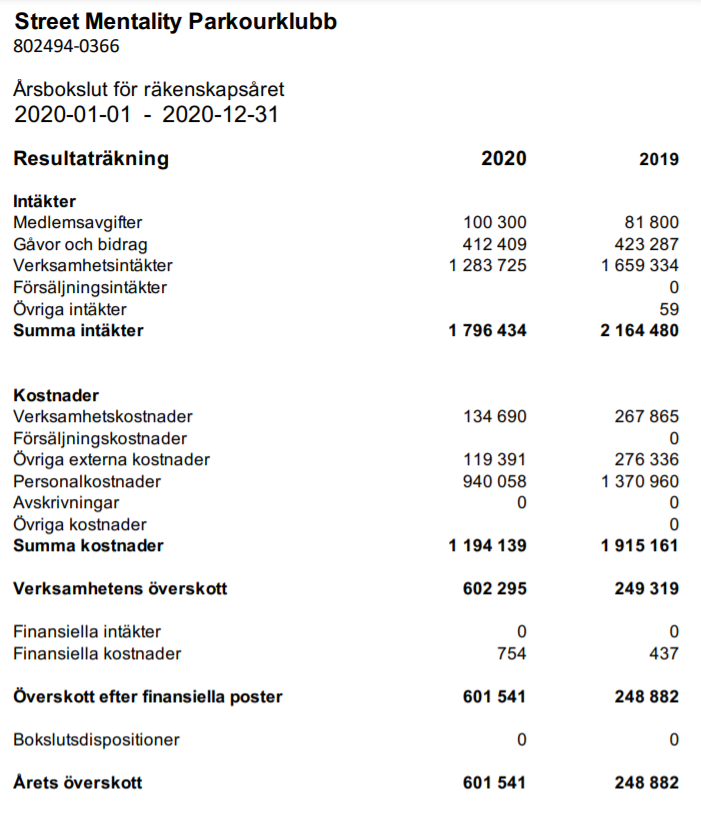 Street Mentality Parkourklubb
802494-0366
Årsbokslut för räkenskapsåret
2020-01-01 - 2020-12-31
Resultaträkning 2020 2019
Intäkter
Medlemsavgifter 100 300 81 800
Gåvor och bidrag 412 409 423 287
Verksamhetsintäkter 1 283 725 1 659 334
Försäljningsintäkter 0
Övriga intäkter 59
Summa intäkter 1 796 434 2 164 480
Kostnader
Verksamhetskostnader 134 690 267 865
Försäljningskostnader 0
Övriga externa kostnader 119 391 276 336
Personalkostnader 940 058 1 370 960
Avskrivningar 0 0
Övriga kostnader 0
Summa kostnader 1 194 139 1 915 161
Verksamhetens överskott 602 295 249 319
Finansiella intäkter 0 0
Finansiella kostnader 754 437
Överskott efter finansiella poster 601 541 248 882
Bokslutsdispositioner 0 0
Årets överskott 601 541 248 882